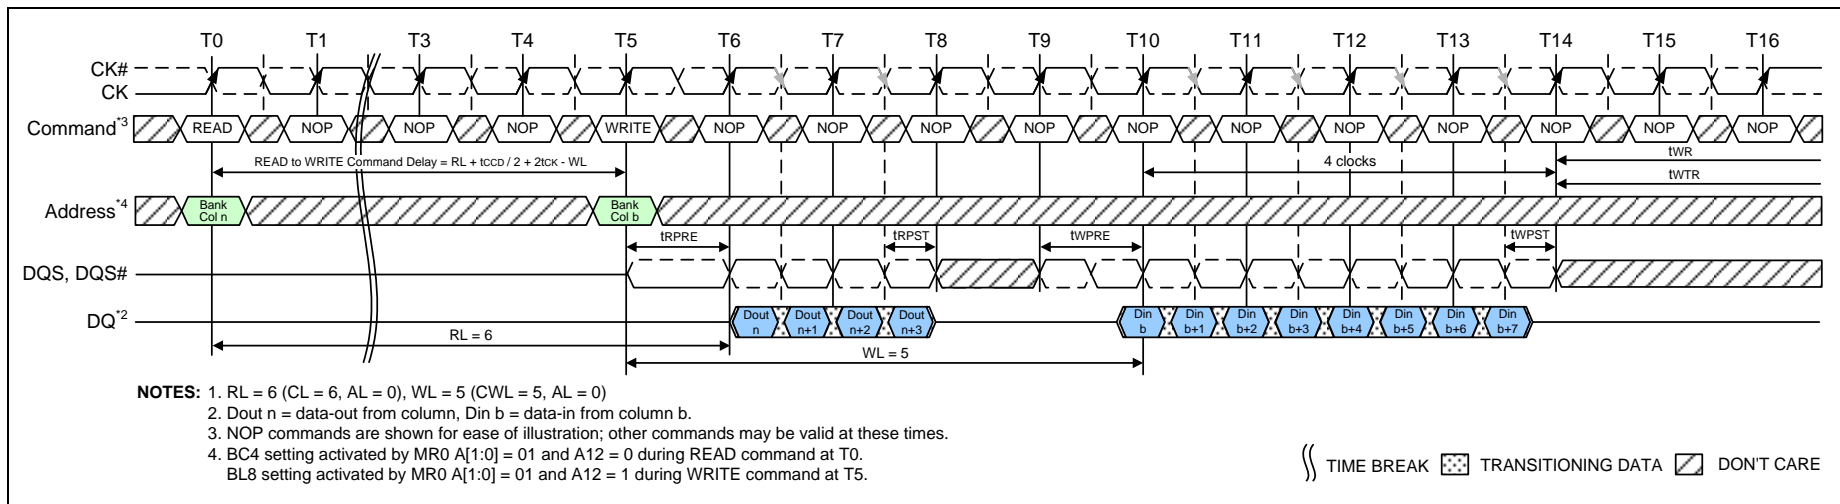 T0 T1 T3 T4 T5 T6 T7 T8 T9 T10 T11 T12 T13 T14 T15 T16
CK#
CK
Command*3 READ NOP NOP NOP WRITE NOP NOP NOP NOP NOP NOP NOP NOP NOP NOP NOP
READ to WRITE Command Delay = RL + tCCD / 2 + 2tCK - WL
4 clocks
tWR
tWTR
Address*4 Bank Col n Bank Col b
tRPRE tRPST tWPRE tWPST
DQS, DQS#
DQ*2 Dout n Dout n+1 Dout n+2 Dout n+3 Din b Din b+1 Din b+2 Din b+3 Din b+4 Din b+5 Din b+6 Din b+7
RL = 6
WL = 5
NOTES: 1. RL = 6 (CL = 6, AL = 0), WL = 5 (CWL = 5, AL = 0)
2. Dout n = data-out from column, Din b = data-in from column b.
3. NOP commands are shown for ease of illustration; other commands may be valid at these times.
4. BC4 setting activated by MR0 A[1:0] = 01 and A12 = 0 during READ command at T0.
BL8 setting activated by MR0 A[1:0] = 01 and A12 = 1 during WRITE command at T5.
TIME BREAK TRANSITIONING DATA DON'T CARE